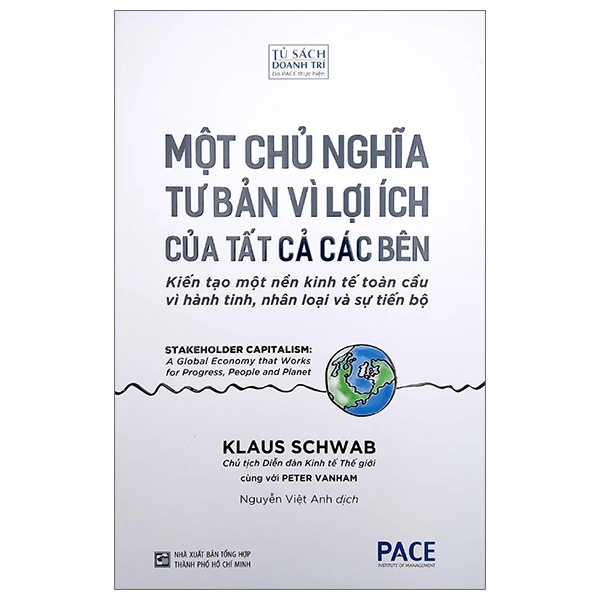 TỦ SÁCH
DOANH TRÍ
Do PACE thực hiện
MỘT CHỦ NGHĨA
TƯ BẢN VÌ LỢI ÍCH
CỦA TẤT CẢ CÁC BÊN
Kiến tạo một nền kinh tế toàn cầu
vì hành tinh, nhân loại và sự tiến bộ
STAKEHOLDER CAPITALISM:
A Global Economy that Works
for Progress, People and Planet
KLAUS SCHWAB
Chủ tịch Diễn đàn Kinh tế Thế giới
cùng với PETER VANHAM
Nguyễn Việt Anh dịch
NHÀ XUẤT BẢN TỔNG HỢP
THÀNH PHỐ HỒ CHÍ MINH
PACE
INSTITUTE OF MANAGEMENT